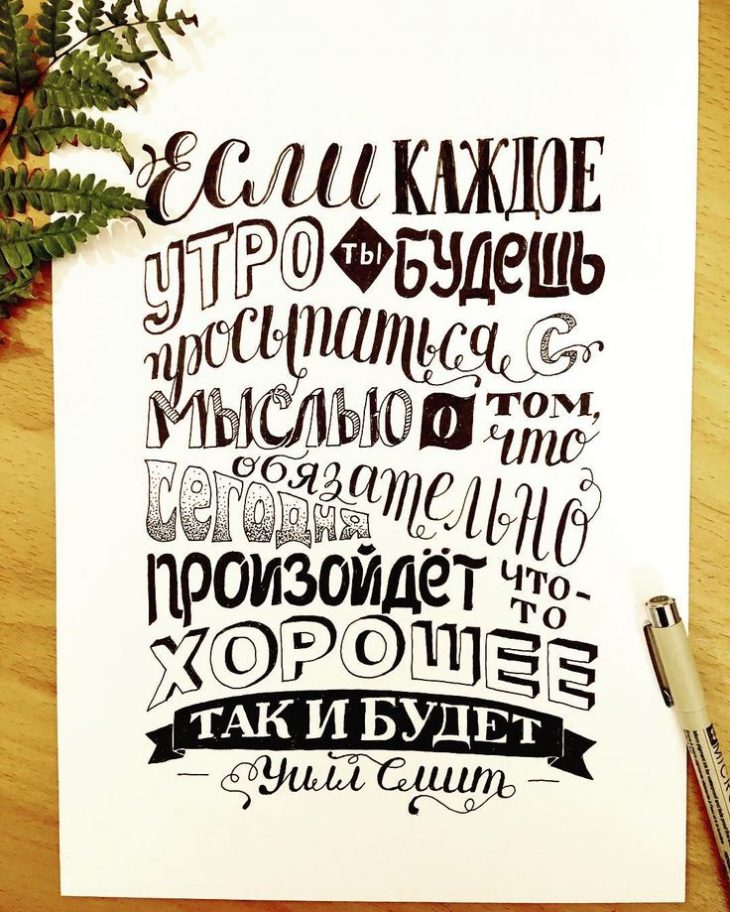 Если КАЖДОЕ
УТРО ТЫ БУДЕШЬ
просыпаться С
МЫСЛЬЮ О ТОМ,
что
сегодня обязательно
ПРОИЗОЙДЁТ ЧТО-
ТО
ХОРОШЕЕ
ТАК И БУДЕТ
— Уилл Смит —
MICR